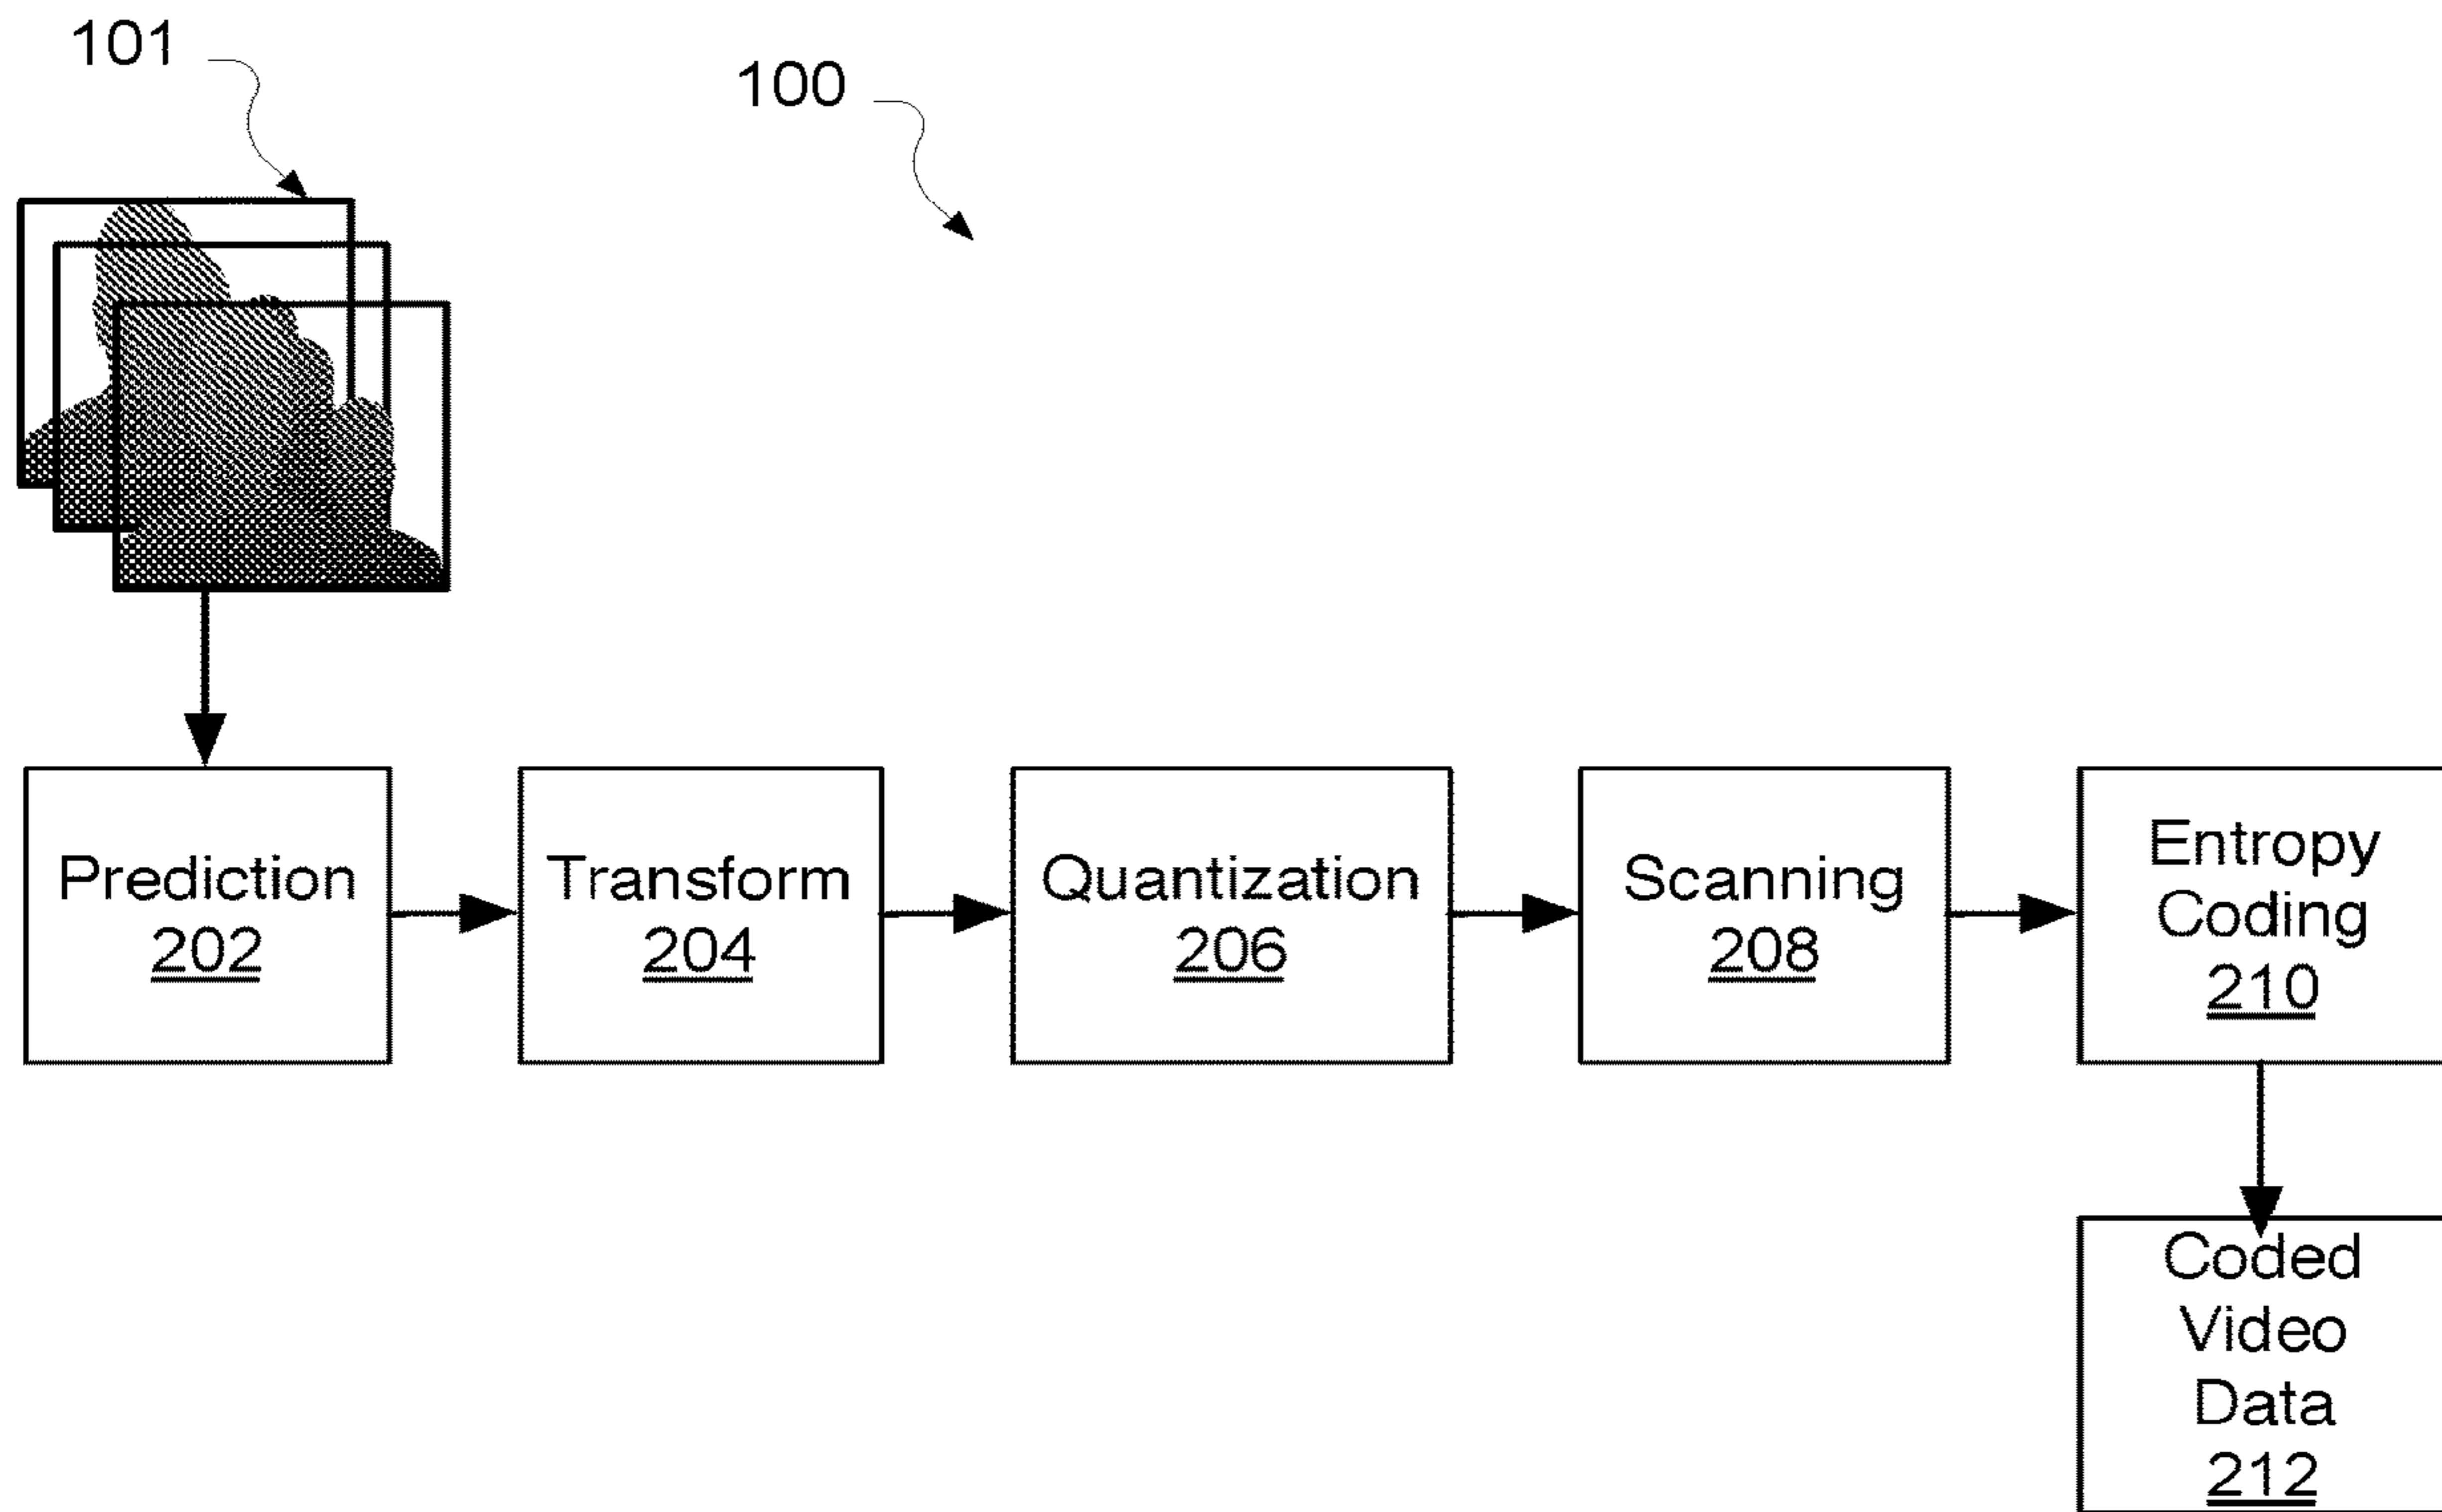 101
100
Prediction
202
Transform
204
Quantization
206
Scanning
208
Entropy
Coding
210
Coded
Video
Data
212